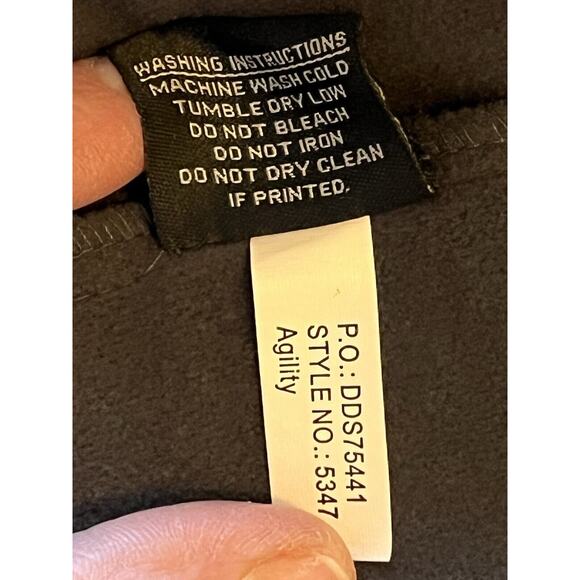 WASHING INSTRUCTIONS
MACHINE WASH COLD
TUMBLE DRY LOW
DO NOT BLEACH
DO NOT IRON
DO NOT DRY CLEAN
IF PRINTED.
P.O.: DDS75441
STYLE NO.: 5347
Agility